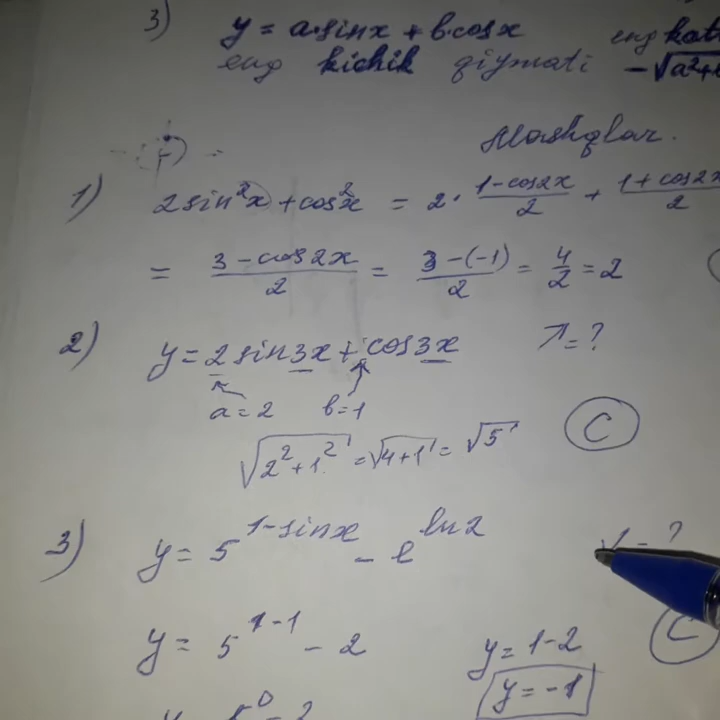 3) y = a·sinx + b·cosx eng kat
eng kichik qiymati -√a²+
Mashqlar.
1) 2sin²x + cos²x = 2· (1-cos2x)/2 + (1+cos2x)/2
= (3-cos2x)/2 = (3-(-1))/2 = 4/2 = 2
2) y = 2sin3x + cos3x = ?
a=2 b=1
√2²+1² = √4+1 = √5 C
3) y = 5^(1-sinx) - e^(ln2) - ?
y = 5^(1-1) - 2 y = 1-2 C
y = -1